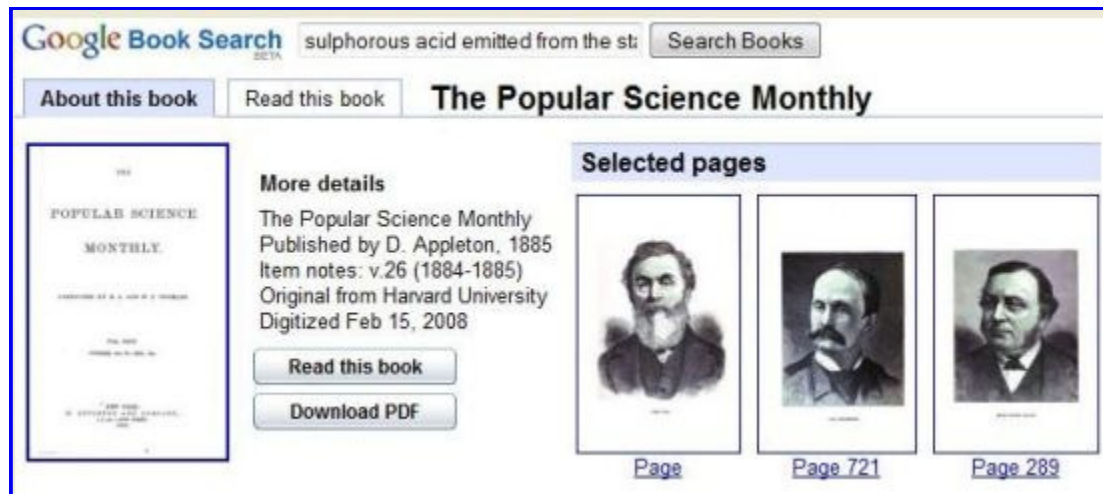 Google Book Search BETA
sulphorous acid emitted from the sta
Search Books
About this book
Read this book
The Popular Science Monthly
THE
POPULAR SCIENCE
MONTHLY.
More details
The Popular Science Monthly
Published by D. Appleton, 1885
Item notes: v.26 (1884-1885)
Original from Harvard University
Digitized Feb 15, 2008
Read this book
Download PDF
Selected pages
Page
Page 721
Page 289